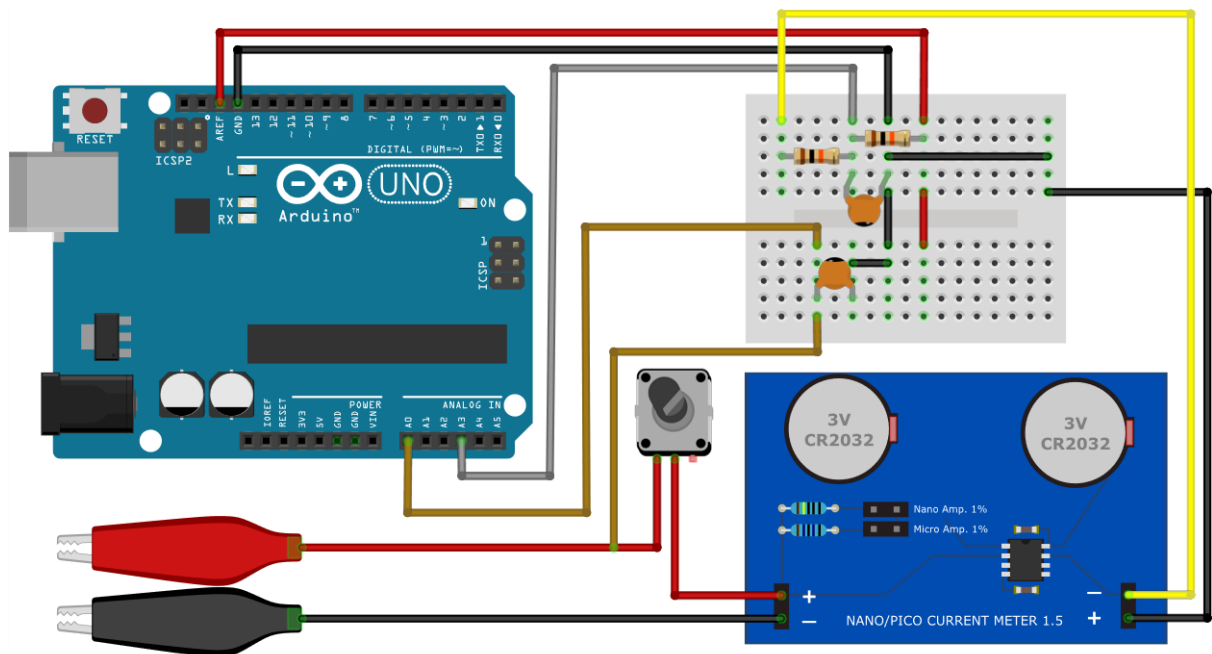 RESET
ICSP2
AREF
GND
13
12
~11
~10
~9
8
7
~6
~5
4
~3
2
TX0▶1
RX0◀0
DIGITAL (PWM=~)
L
TX
RX
Arduino™
UNO
ON
1
ICSP
POWER
ANALOG IN
IOREF
RESET
3V3
5V
GND
GND
VIN
A0
A1
A2
A3
A4
A5
3V
CR2032
3V
CR2032
Nano Amp. 1%
Micro Amp. 1%
+
−
−
+
NANO/PICO CURRENT METER 1.5